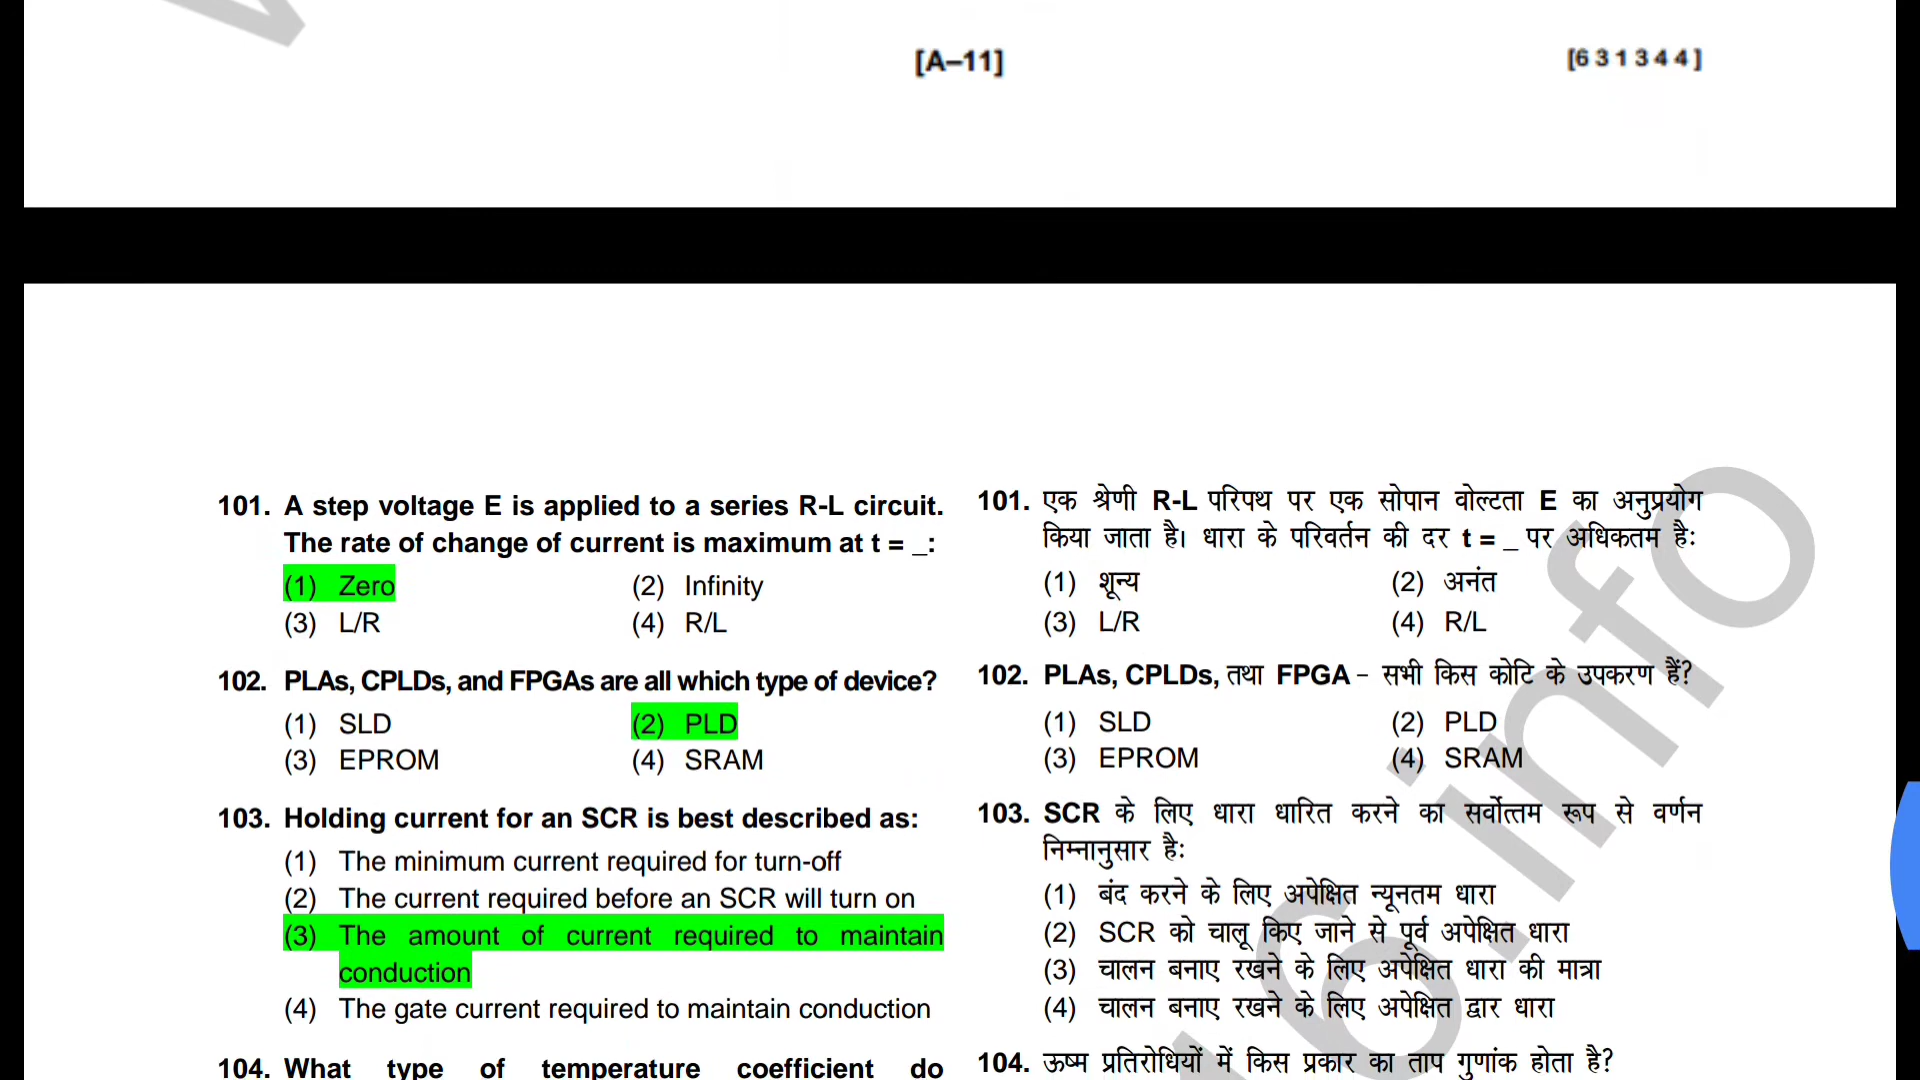 [A–11]
[6 3 1 3 4 4]
101. A step voltage E is applied to a series R-L circuit.
The rate of change of current is maximum at t = _:
(1) Zero (2) Infinity
(3) L/R (4) R/L
102. PLAs, CPLDs, and FPGAs are all which type of device?
(1) SLD (2) PLD
(3) EPROM (4) SRAM
103. Holding current for an SCR is best described as:
(1) The minimum current required for turn-off
(2) The current required before an SCR will turn on
(3) The amount of current required to maintain
conduction
(4) The gate current required to maintain conduction
104. What type of temperature coefficient do
101. एक श्रेणी R-L परिपथ पर एक सोपान वोल्टता E का अनुप्रयोग
किया जाता है। धारा के परिवर्तन की दर t = _ पर अधिकतम है:
(1) शून्य (2) अनंत
(3) L/R (4) R/L
102. PLAs, CPLDs, तथा FPGA – सभी किस कोटि के उपकरण हैं?
(1) SLD (2) PLD
(3) EPROM (4) SRAM
103. SCR के लिए धारा धारित करने का सर्वोत्तम रूप से वर्णन
निम्नानुसार है:
(1) बंद करने के लिए अपेक्षित न्यूनतम धारा
(2) SCR को चालू किए जाने से पूर्व अपेक्षित धारा
(3) चालन बनाए रखने के लिए अपेक्षित धारा की मात्रा
(4) चालन बनाए रखने के लिए अपेक्षित द्वार धारा
104. ऊष्म प्रतिरोधियों में किस प्रकार का ताप गुणांक होता है?
6.info